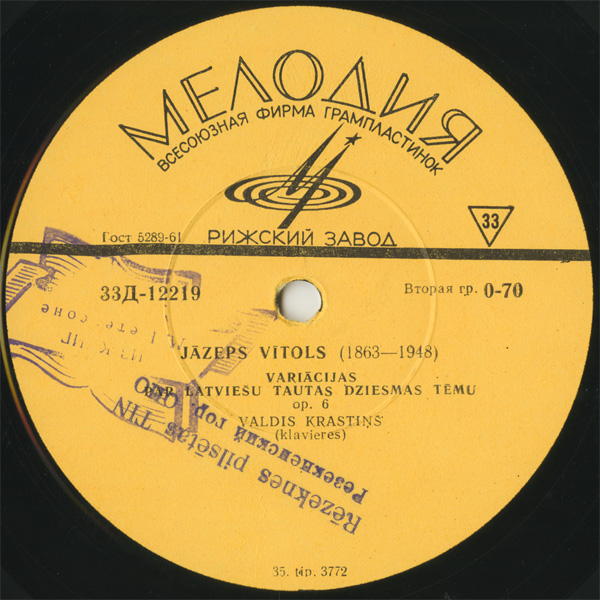 МЕЛОДИЯ
ВСЕСОЮЗНАЯ ФИРМА ГРАМПЛАСТИНОК
РИЖСКИЙ ЗАВОД
33
Гост 5289-61
33Д-12219
Вторая гр. 0-70
JĀZEPS VĪTOLS (1863—1948)
VARIĀCIJAS
PAR LATVIEŠU TAUTAS DZIESMAS TĒMU
op. 6
VALDIS KRASTIŅŠ
(klavieres)
Rēzeknes pilsētas TIN
Резекненский гор
35. tip. 3772